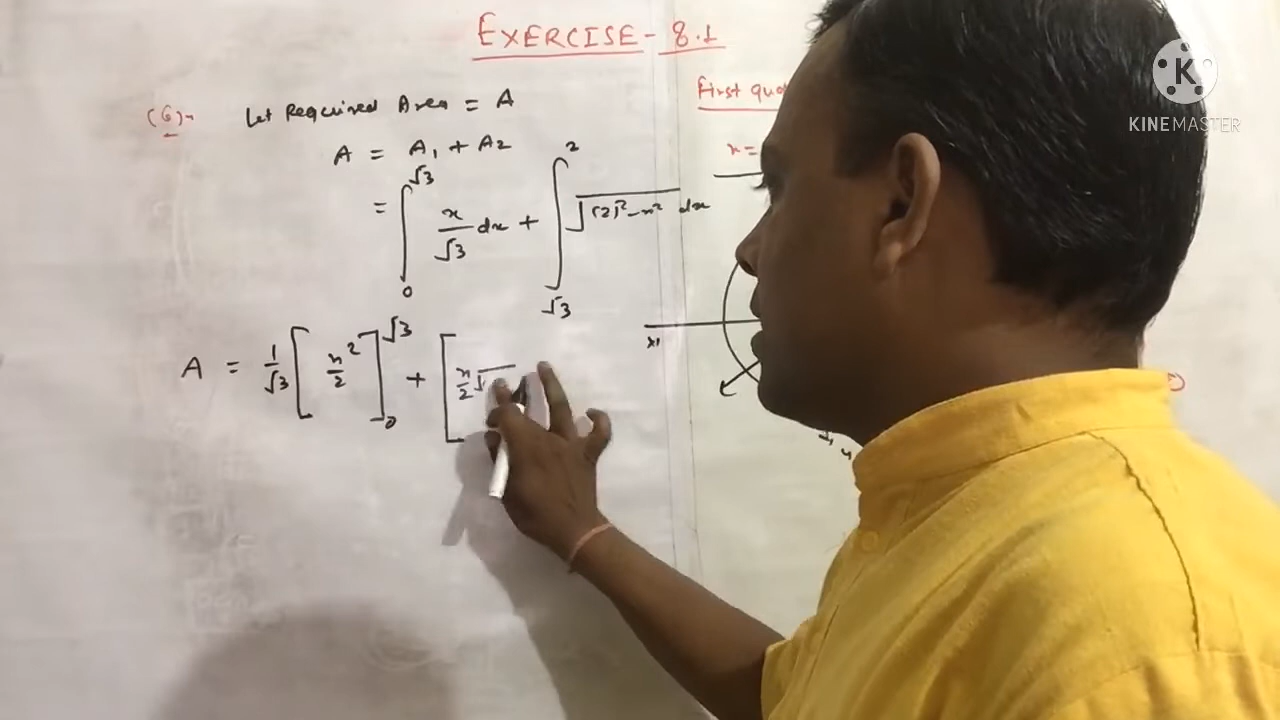 EXERCISE - 8.1
First
(6)-
Let Required Area = A
A = A₁ + A₂
= ∫₀^√3 x/√3 dx + ∫_√3^2 √((2)² - x²) dx
A = 1/√3 [x²/2]₀^√3 + [x/2 √
x=
x1
K
KINEMASTER